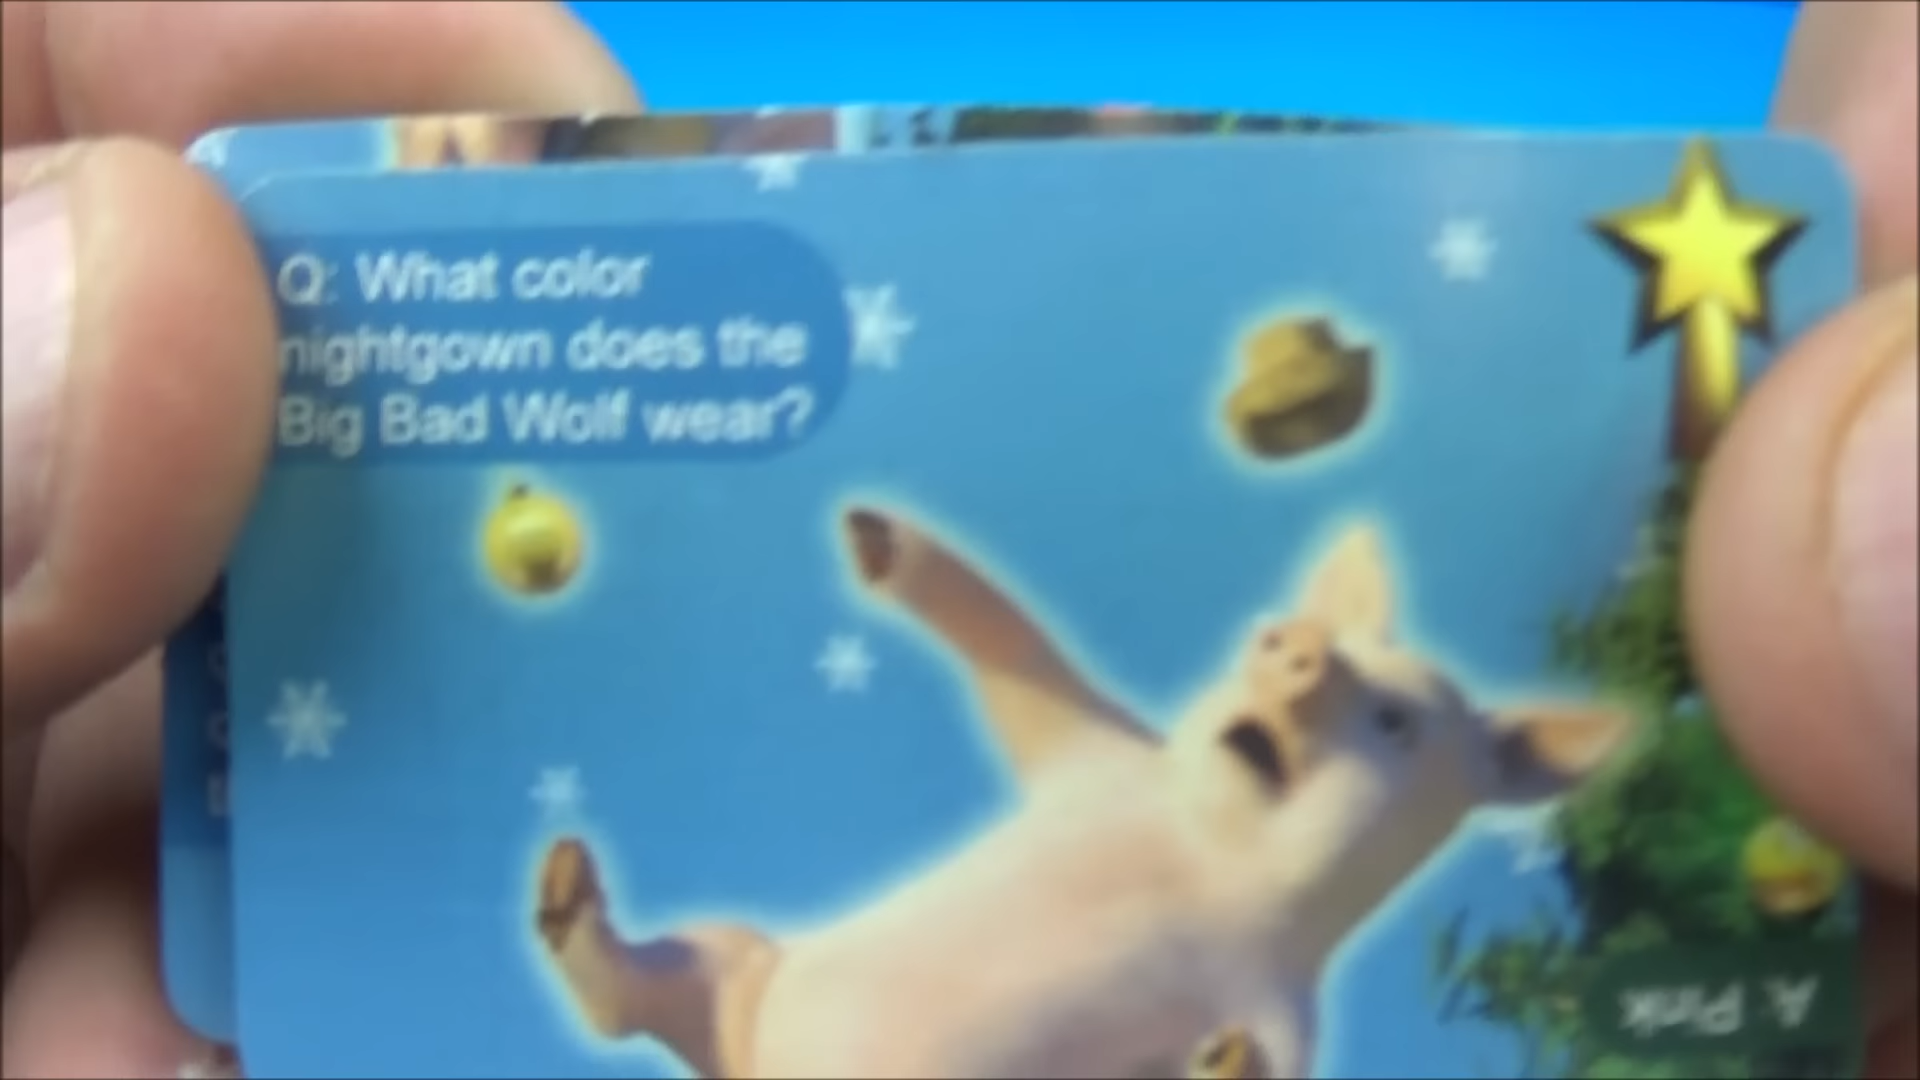 Q: What color
nightgown does the
Big Bad Wolf wear?
A: Pink